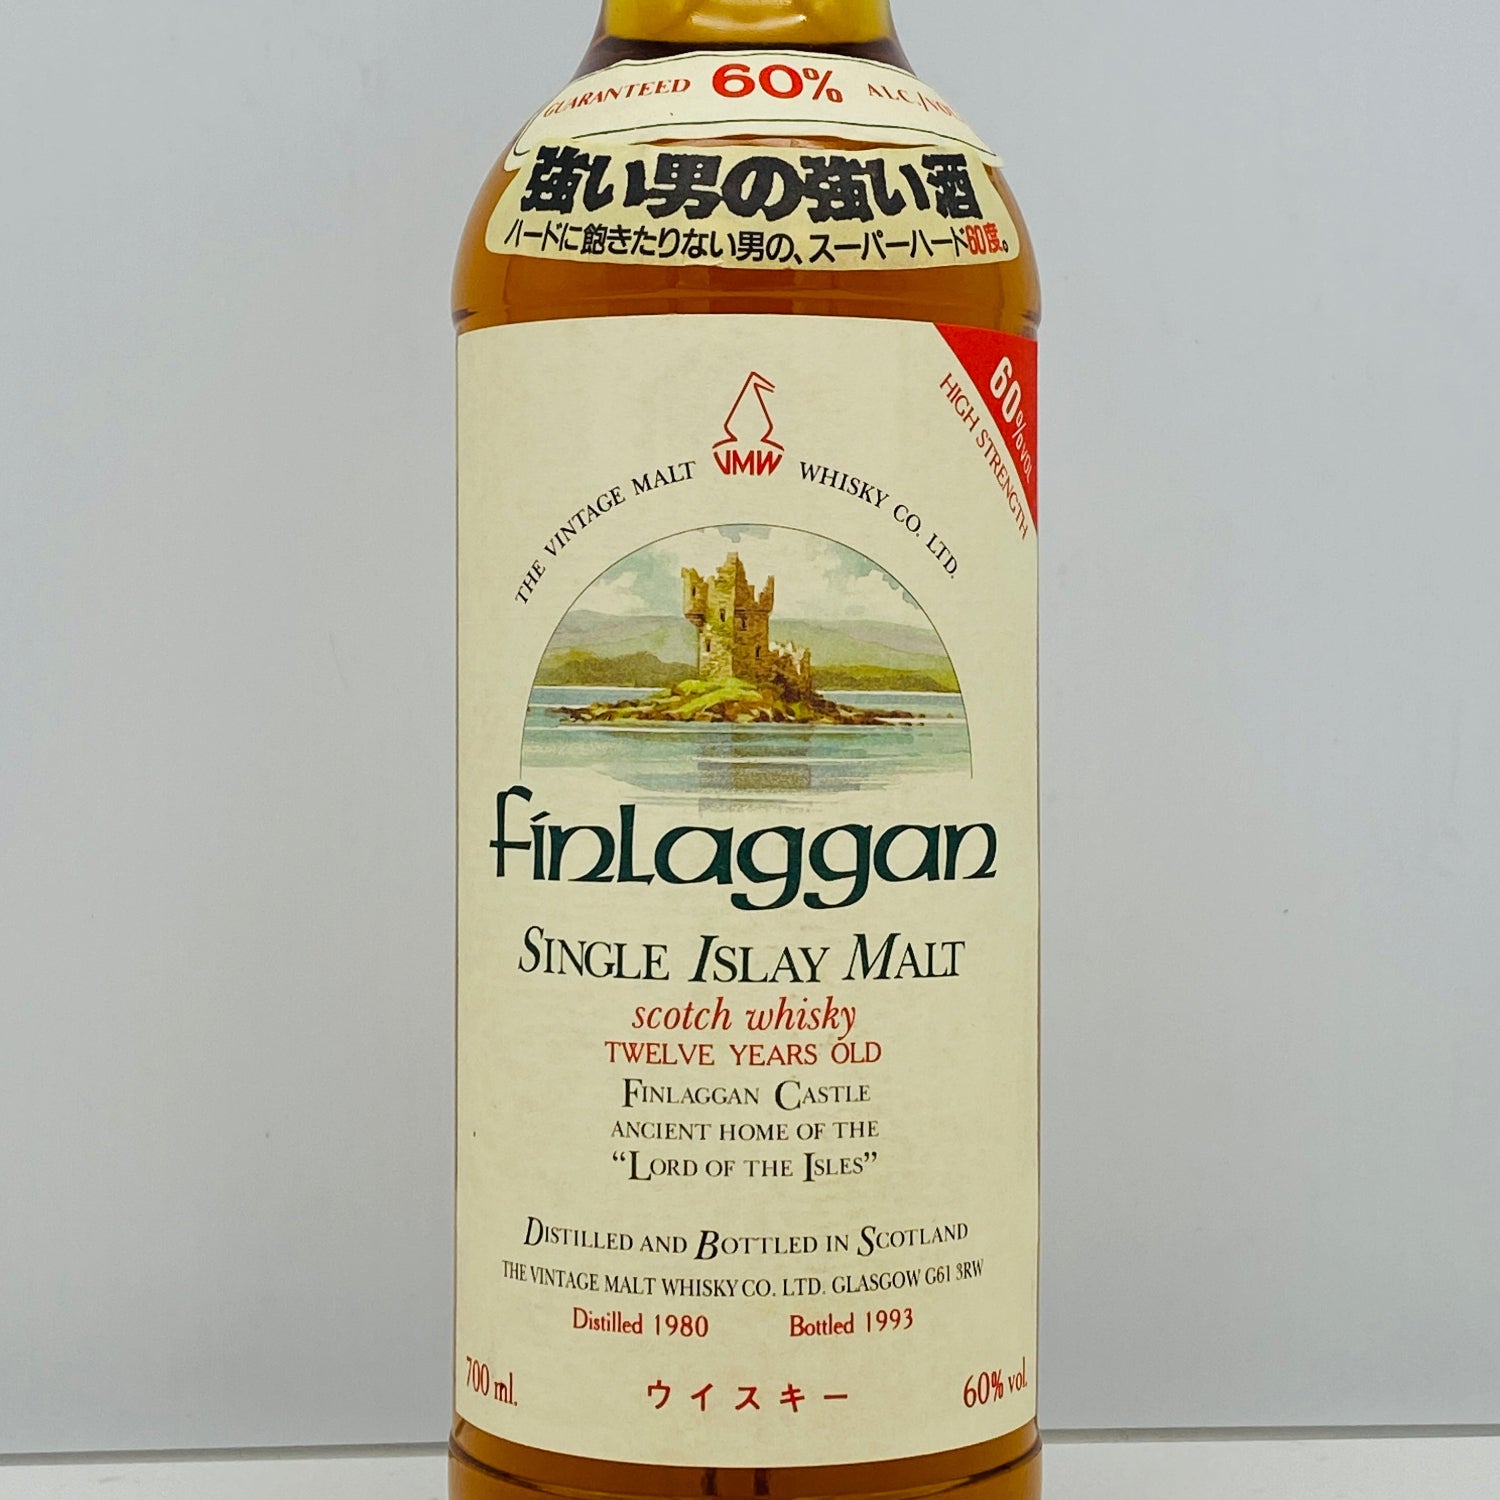 GUARANTEED 60% ALC./VOL
強い男の強い酒
ハードに飽きたりない男の、スーパーハード60度。
60%VOL
HIGH STRENGTH
VMW
THE VINTAGE MALT WHISKY CO. LTD.
finlaggan
SINGLE ISLAY MALT
scotch whisky
TWELVE YEARS OLD
FINLAGGAN CASTLE
ANCIENT HOME OF THE
“LORD OF THE ISLES”
DISTILLED AND BOTTLED IN SCOTLAND
THE VINTAGE MALT WHISKY CO. LTD. GLASGOW G61 3RW
Distilled 1980 Bottled 1993
700 ml. ウイスキー 60% vol.